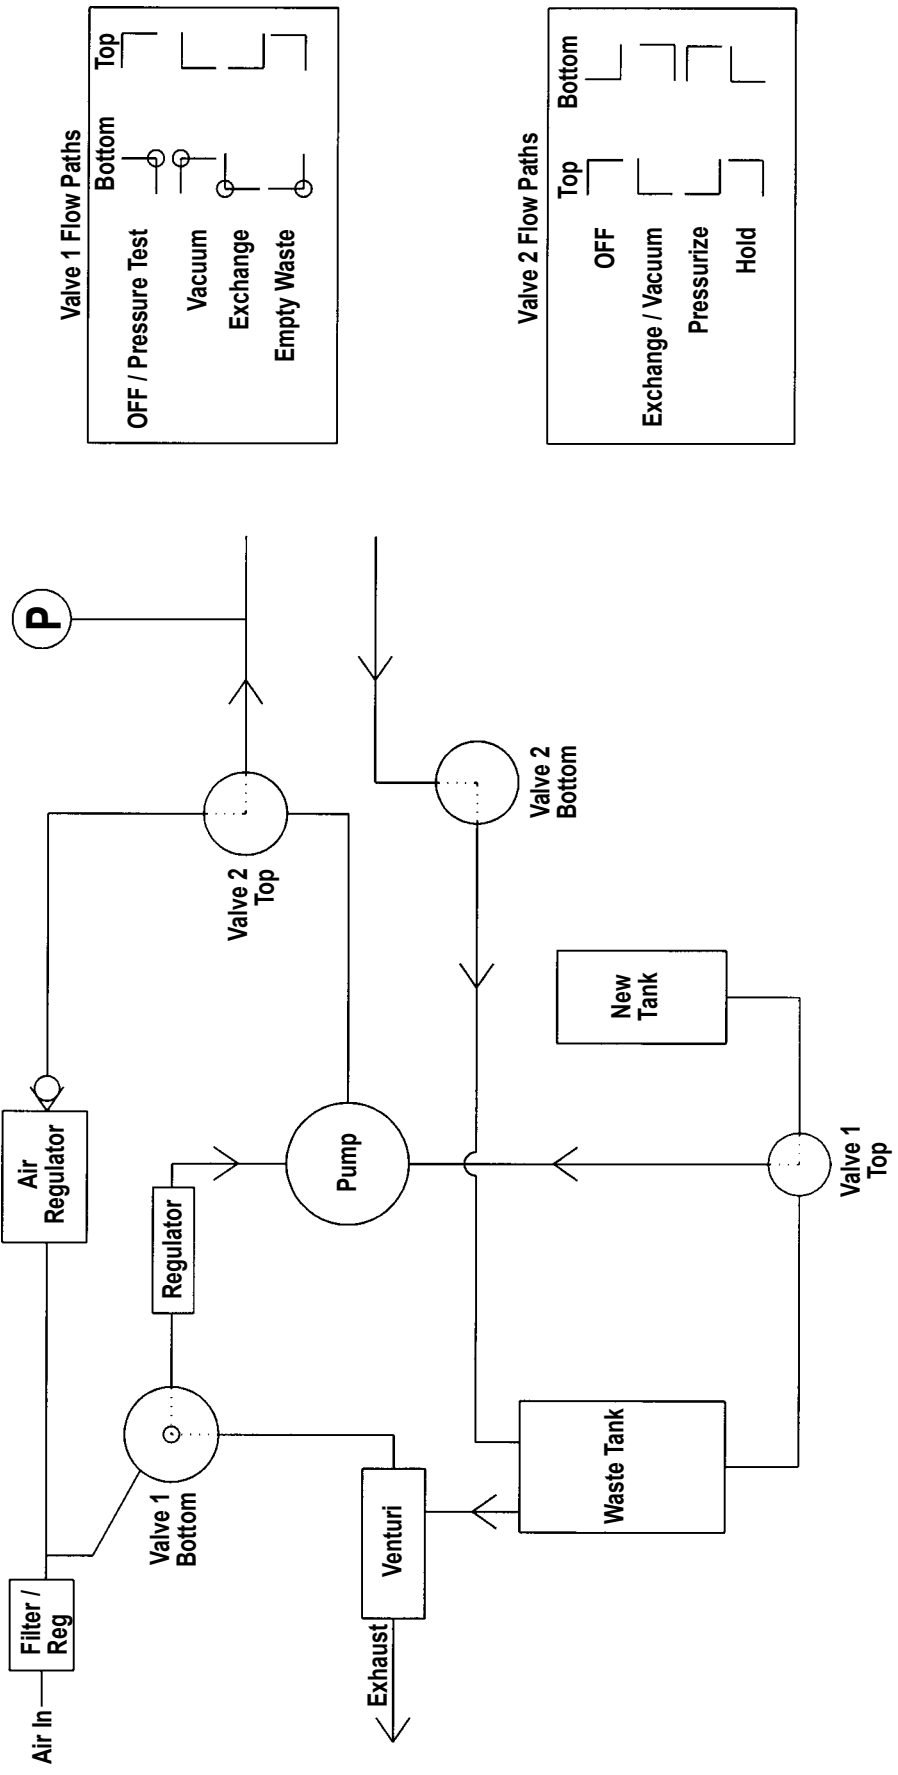 Air In
Filter /
Reg
Valve 1
Bottom
Exhaust
Venturi
Waste Tank
Regulator
Air
Regulator
Pump
Valve 1
Top
New
Tank
Valve 2
Top
Valve 2
Bottom
P
Valve 1 Flow Paths
Bottom
Top
OFF / Pressure Test
Vacuum
Exchange
Empty Waste
Valve 2 Flow Paths
Top
Bottom
OFF
Exchange / Vacuum
Pressurize
Hold